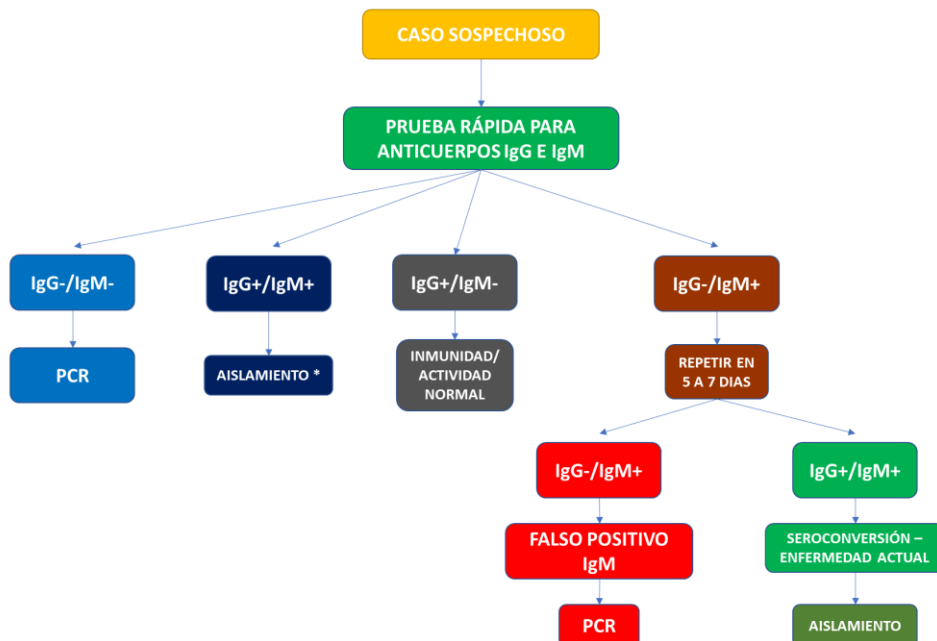 CASO SOSPECHOSO
PRUEBA RÁPIDA PARA
ANTICUERPOS IgG E IgM
IgG-/IgM-
IgG+/IgM+
IgG+/IgM-
IgG-/IgM+
PCR
AISLAMIENTO *
INMUNIDAD/
ACTIVIDAD
NORMAL
REPETIR EN
5 A 7 DIAS
IgG-/IgM+
IgG+/IgM+
FALSO POSITIVO
IgM
SEROCONVERSIÓN –
ENFERMEDAD ACTUAL
PCR
AISLAMIENTO